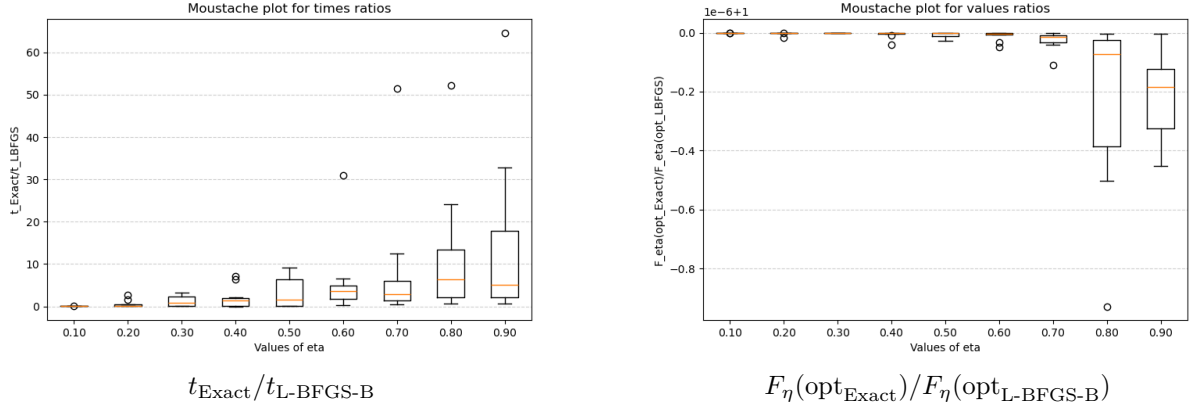 Moustache plot for times ratios
60
50
40
30
20
10
0
t_Exact/t_LBFGS
0.10 0.20 0.30 0.40 0.50 0.60 0.70 0.80 0.90
Values of eta
t_Exact/t_L-BFGS-B
1e−6+1
Moustache plot for values ratios
0.0
−0.2
−0.4
−0.6
−0.8
F_eta(opt_Exact)/F_eta(opt_LBFGS)
0.10 0.20 0.30 0.40 0.50 0.60 0.70 0.80 0.90
Values of eta
F_η(opt_Exact)/F_η(opt_L-BFGS-B)